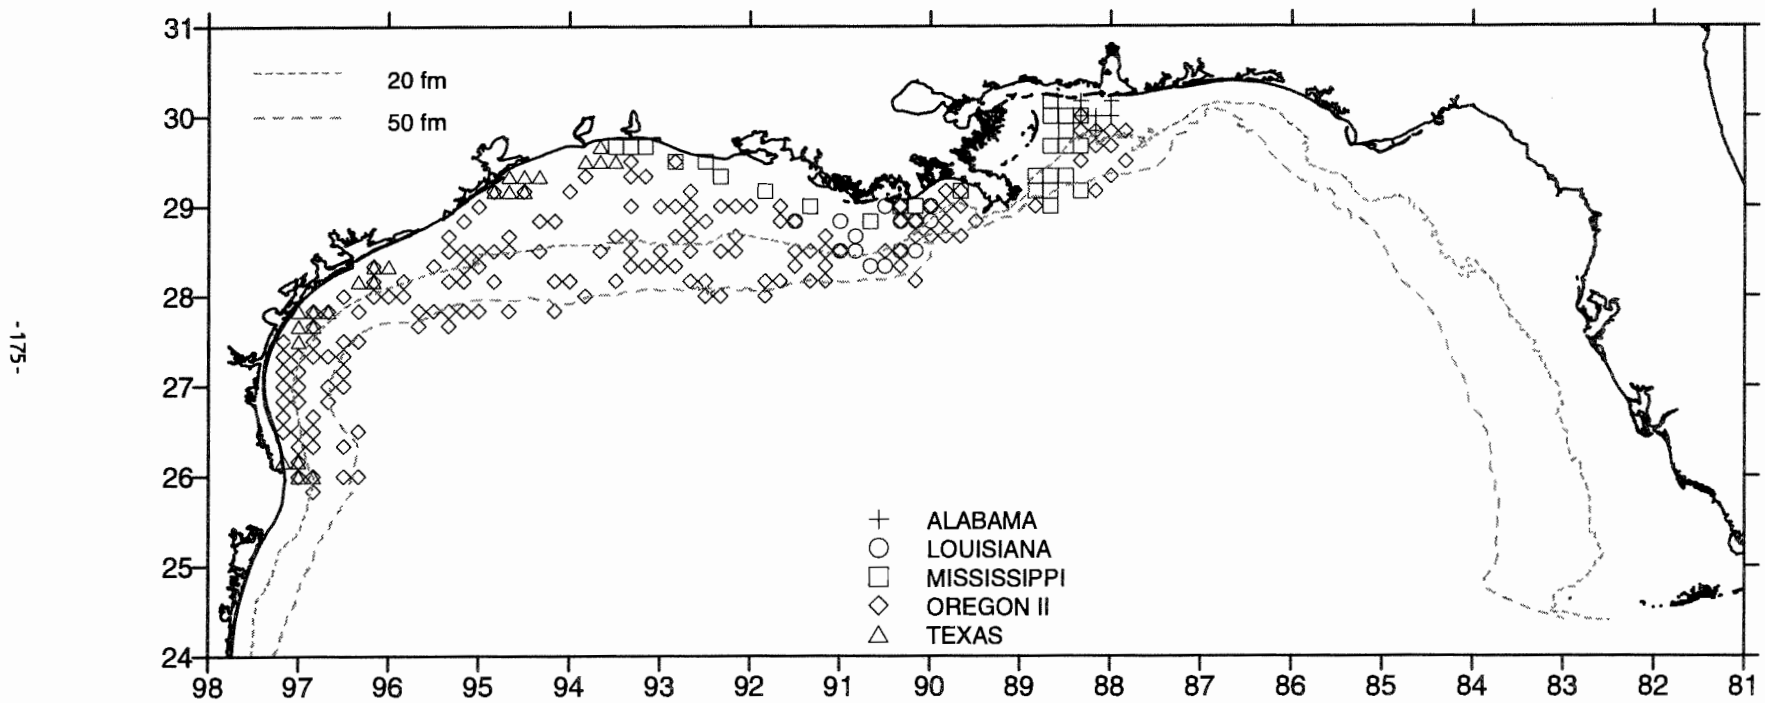 31
30
29
28
27
26
25
24
20 fm
50 fm
ALABAMA
LOUISIANA
MISSISSIPPI
OREGON II
TEXAS
98 97 96 95 94 93 92 91 90 89 88 87 86 85 84 83 82 81
-175-